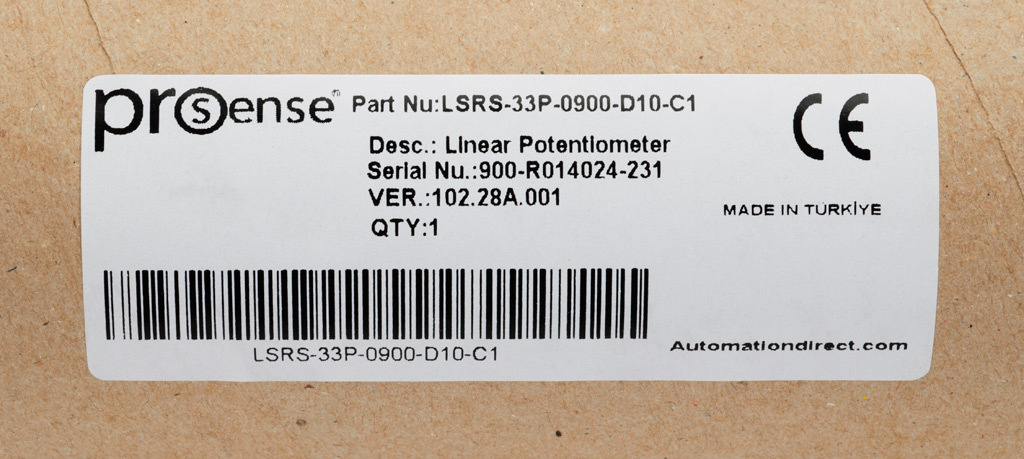 prosense® Part Nu:LSRS-33P-0900-D10-C1
CE
Desc.: Linear Potentiometer
Serial Nu.:900-R014024-231
VER.:102.28A.001
QTY:1
MADE IN TÜRKİYE
LSRS-33P-0900-D10-C1
Automationdirect.com